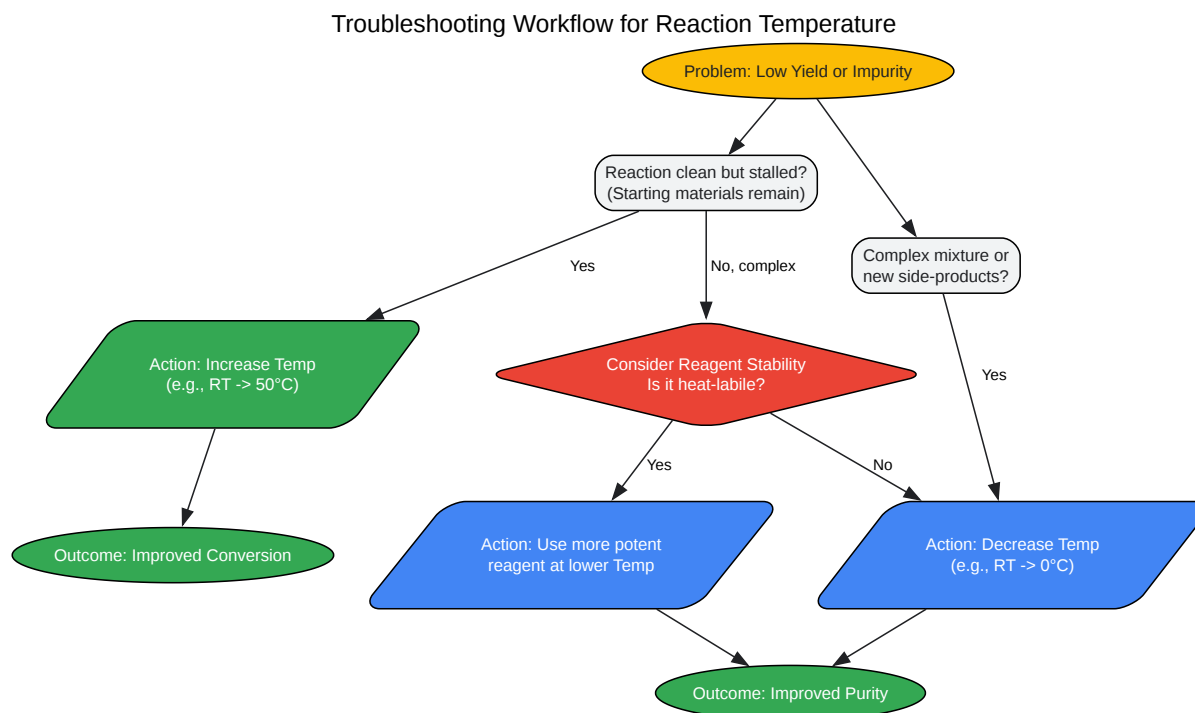 Troubleshooting Workflow for Reaction Temperature
Problem: Low Yield or Impurity
Reaction clean but stalled?
(Starting materials remain)
Complex mixture or
new side-products?
Yes
No, complex
Action: Increase Temp
(e.g., RT -> 50°C)
Consider Reagent Stability
Is it heat-labile?
Yes
Yes
No
Outcome: Improved Conversion
Action: Use more potent
reagent at lower Temp
Action: Decrease Temp
(e.g., RT -> 0°C)
Outcome: Improved Purity